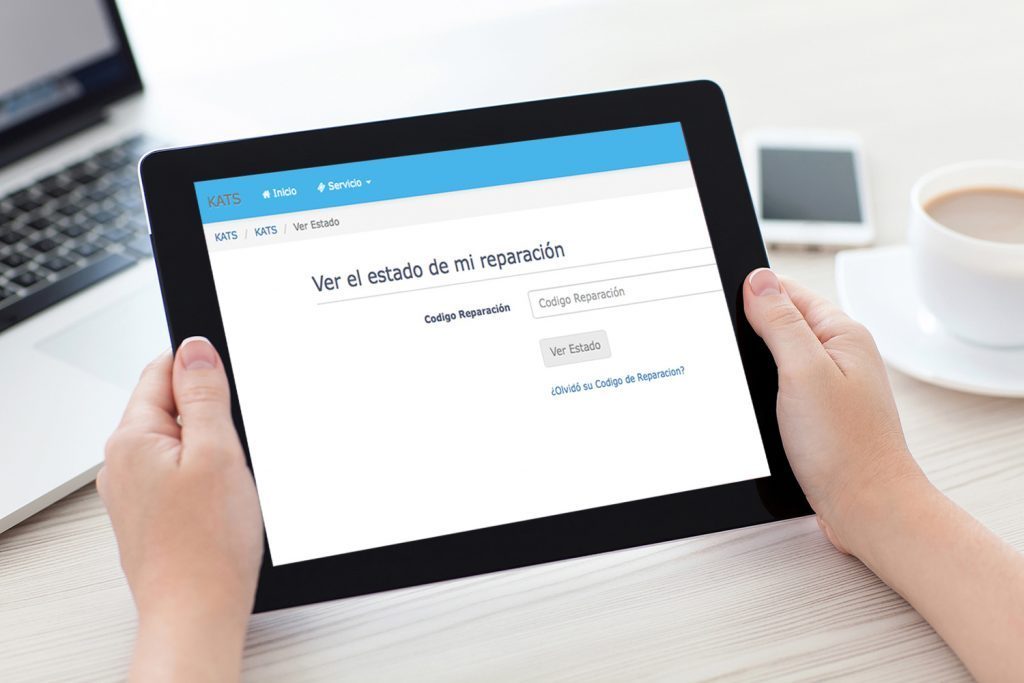 KATS Inicio Servicio
KATS / KATS / Ver Estado
Ver el estado de mi reparación
Codigo Reparación
Codigo Reparación
Ver Estado
¿Olvidó su Codigo de Reparacion?